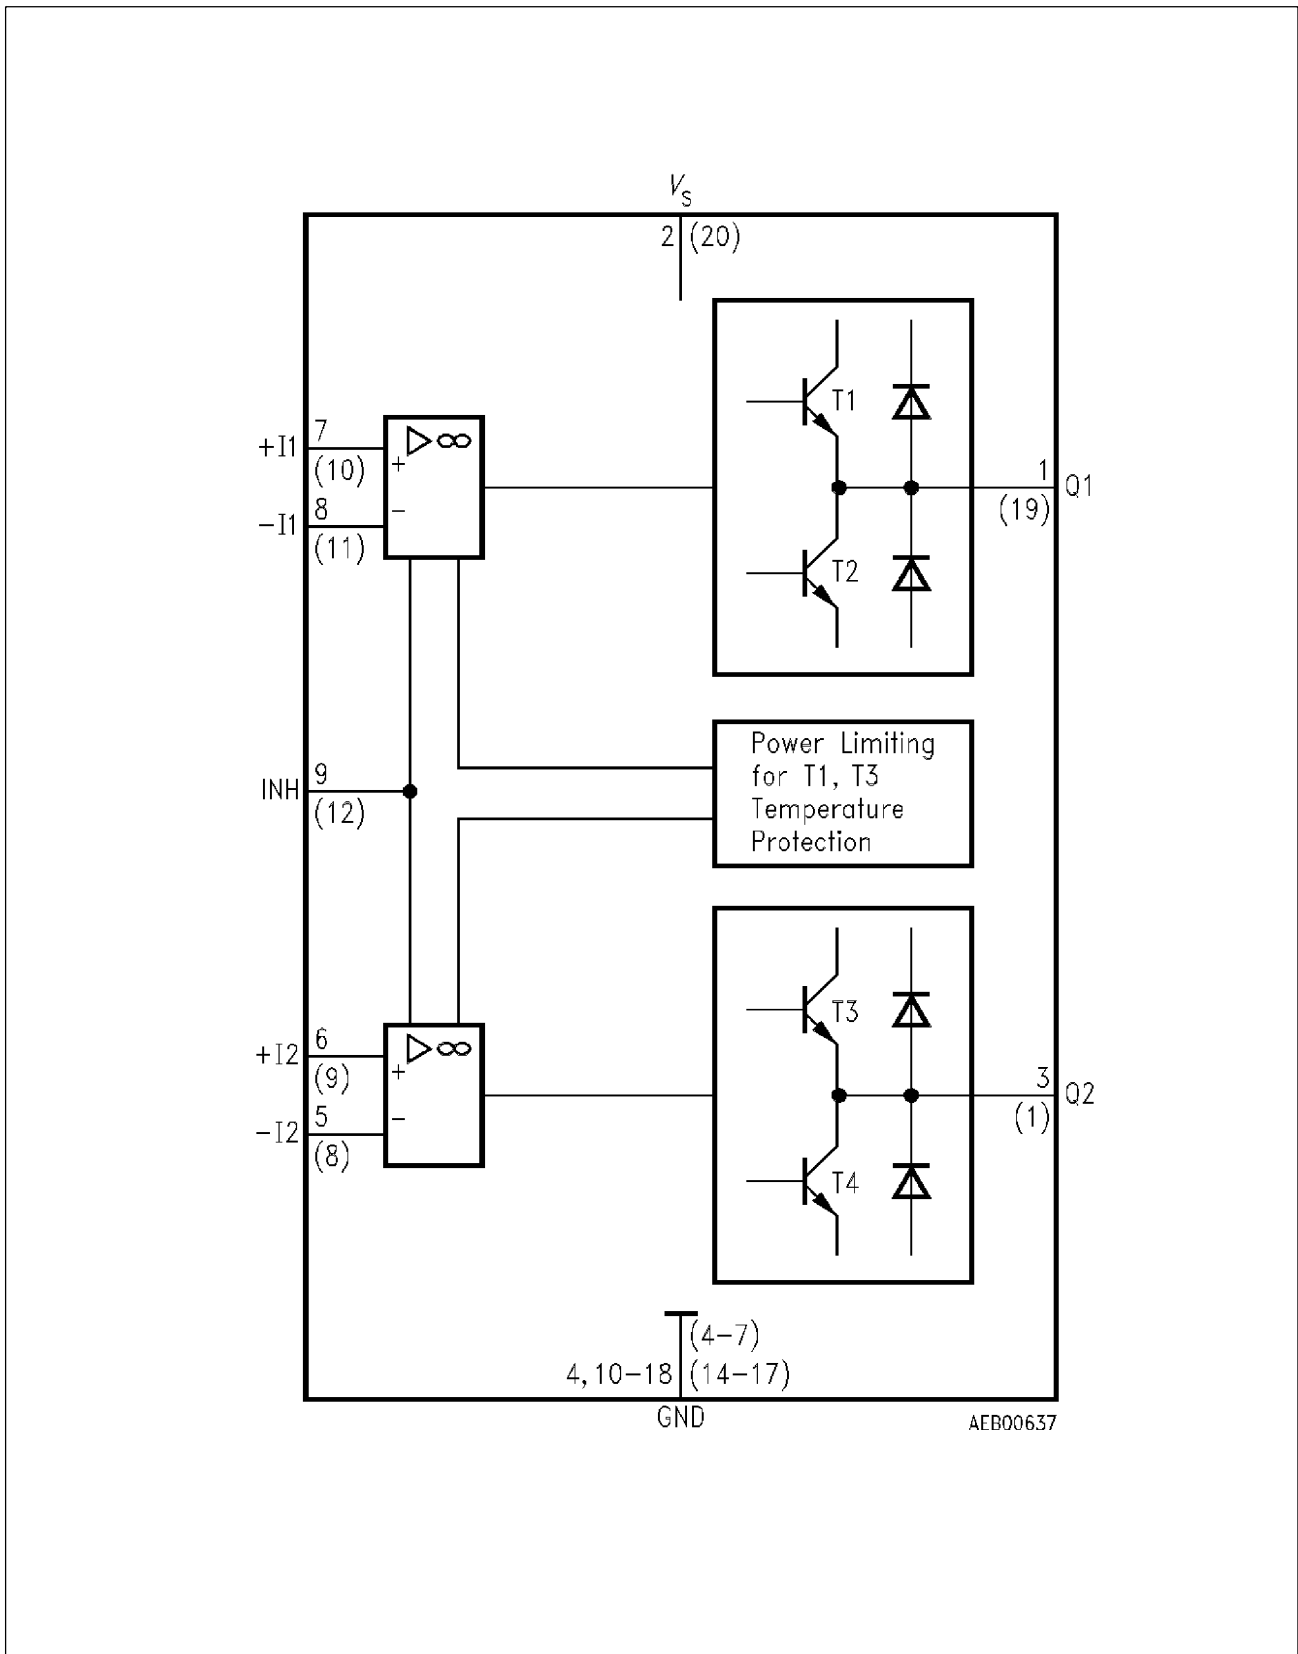 VS
2 (20)
T1
+I1 7
(10)
▷ ∞
+
-I1 8
(11)
−
1 Q1
(19)
T2
Power Limiting
for T1, T3
Temperature
Protection
INH 9
(12)
T3
+I2 6
(9)
▷ ∞
+
-I2 5
(8)
−
3 Q2
(1)
T4
(4-7)
4,10-18 (14-17)
GND
AEB00637